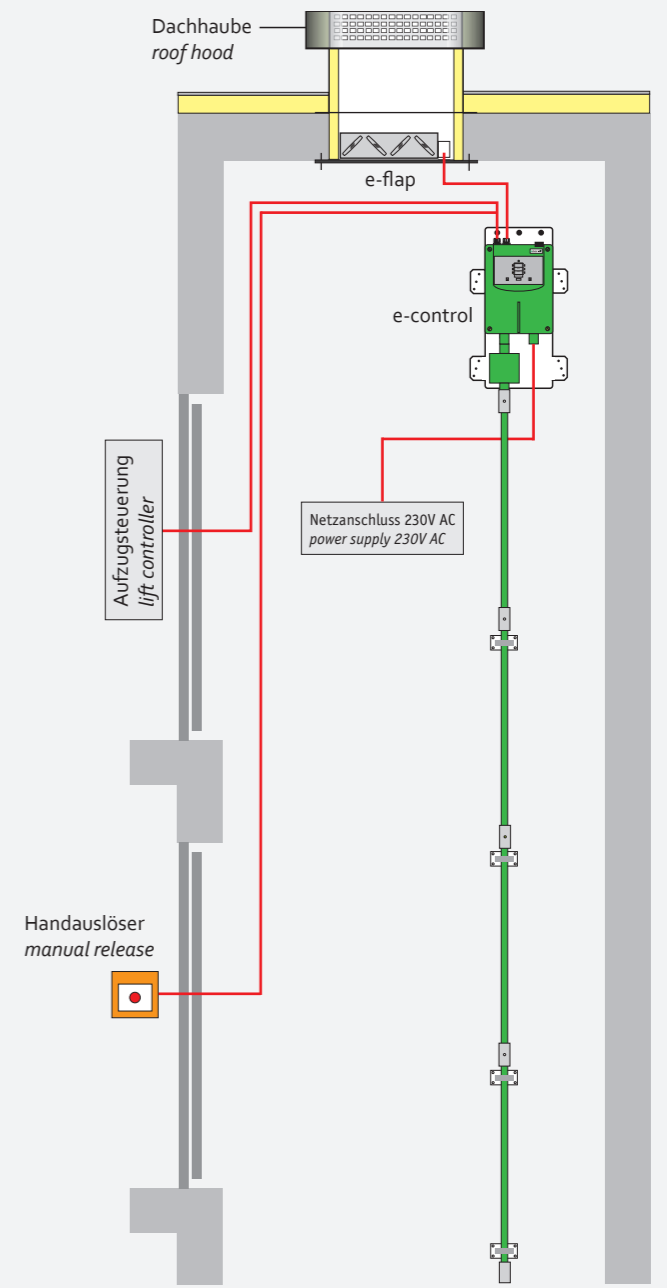 Dachhaube
roof hood
e-flap
e-control
Aufzugsteuerung
lift controller
Netzanschluss 230V AC
power supply 230V AC
Handauslöser
manual release